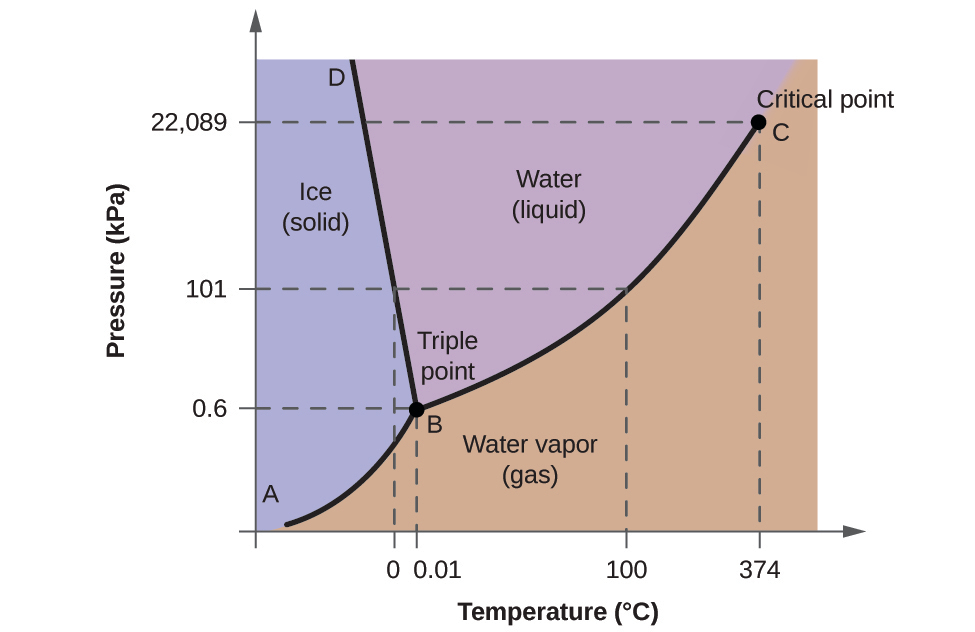 D
Critical point
22,089
C
Ice
(solid)
Water
(liquid)
Pressure (kPa)
101
Triple
point
0.6
B
Water vapor
(gas)
A
0 0.01 100 374
Temperature (°C)